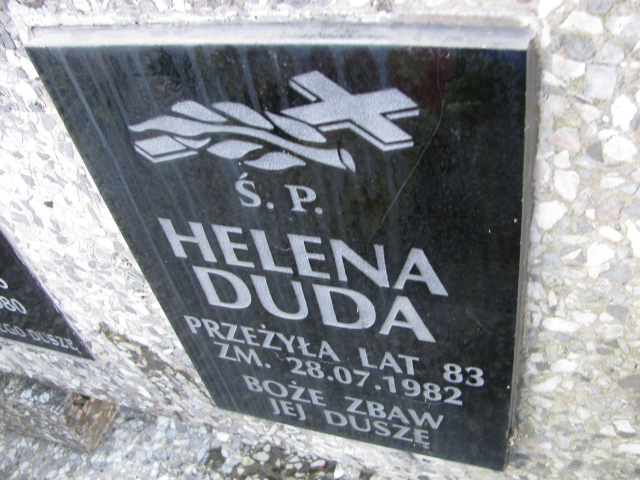 Ś. P.
HELENA
DUDA
PRZEŻYŁA LAT 83
ZM. 28.07.1982
BOŻE ZBAW
JEJ DUSZĘ